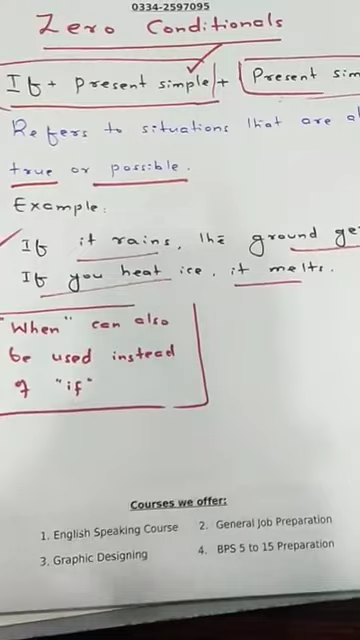 0334-2597095
Zero Conditionals
If + Present simple + Present sim
Refers to situations that are al
true or possible.
Example:
If it rains, the ground ge
If you heat ice, it melts.
"When" can also
be used instead
of "if"
Courses we offer:
1. English Speaking Course 2. General Job Preparation
3. Graphic Designing 4. BPS 5 to 15 Preparation